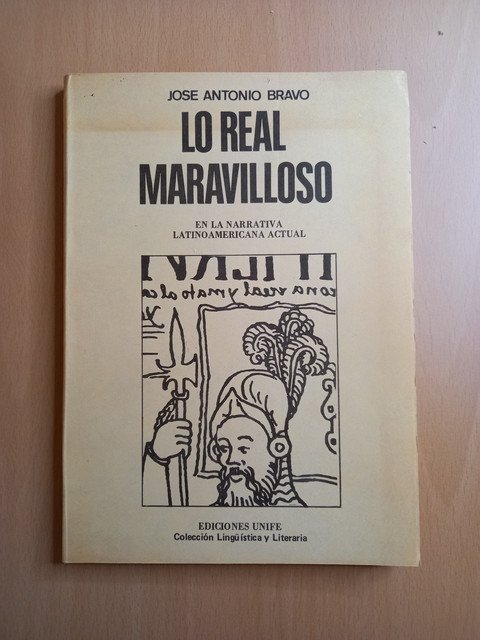 JOSE ANTONIO BRAVO
LO REAL
MARAVILLOSO
EN LA NARRATIVA
LATINOAMERICANA ACTUAL
EDICIONES UNIFE
Colección Lingüística y Literaria